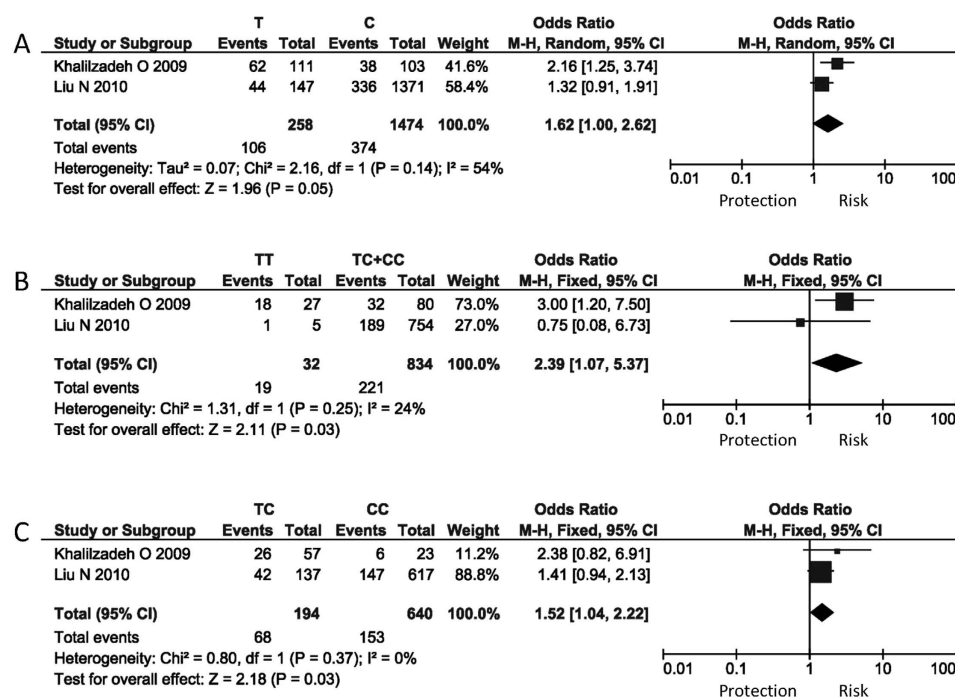 A
T C Odds Ratio Odds Ratio
Study or Subgroup Events Total Events Total Weight M-H, Random, 95% CI M-H, Random, 95% CI
Khalilzadeh O 2009 62 111 38 103 41.6% 2.16 [1.25, 3.74]
Liu N 2010 44 147 336 1371 58.4% 1.32 [0.91, 1.91]
Total (95% CI) 258 1474 100.0% 1.62 [1.00, 2.62]
Total events 106 374
Heterogeneity: Tau² = 0.07; Chi² = 2.16, df = 1 (P = 0.14); I² = 54%
Test for overall effect: Z = 1.96 (P = 0.05)
0.01 0.1 1 10 100
Protection Risk
B
TT TC+CC Odds Ratio Odds Ratio
Study or Subgroup Events Total Events Total Weight M-H, Fixed, 95% CI M-H, Fixed, 95% CI
Khalilzadeh O 2009 18 27 32 80 73.0% 3.00 [1.20, 7.50]
Liu N 2010 1 5 189 754 27.0% 0.75 [0.08, 6.73]
Total (95% CI) 32 834 100.0% 2.39 [1.07, 5.37]
Total events 19 221
Heterogeneity: Chi² = 1.31, df = 1 (P = 0.25); I² = 24%
Test for overall effect: Z = 2.11 (P = 0.03)
0.01 0.1 1 10 100
Protection Risk
C
TC CC Odds Ratio Odds Ratio
Study or Subgroup Events Total Events Total Weight M-H, Fixed, 95% CI M-H, Fixed, 95% CI
Khalilzadeh O 2009 26 57 6 23 11.2% 2.38 [0.82, 6.91]
Liu N 2010 42 137 147 617 88.8% 1.41 [0.94, 2.13]
Total (95% CI) 194 640 100.0% 1.52 [1.04, 2.22]
Total events 68 153
Heterogeneity: Chi² = 0.80, df = 1 (P = 0.37); I² = 0%
Test for overall effect: Z = 2.18 (P = 0.03)
0.01 0.1 1 10 100
Protection Risk